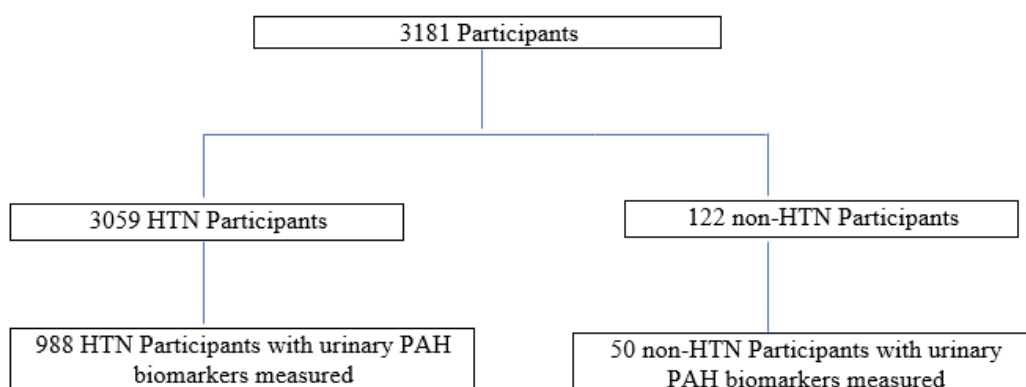 3181 Participants
3059 HTN Participants
122 non-HTN Participants
988 HTN Participants with urinary PAH
biomarkers measured
50 non-HTN Participants with urinary
PAH biomarkers measured